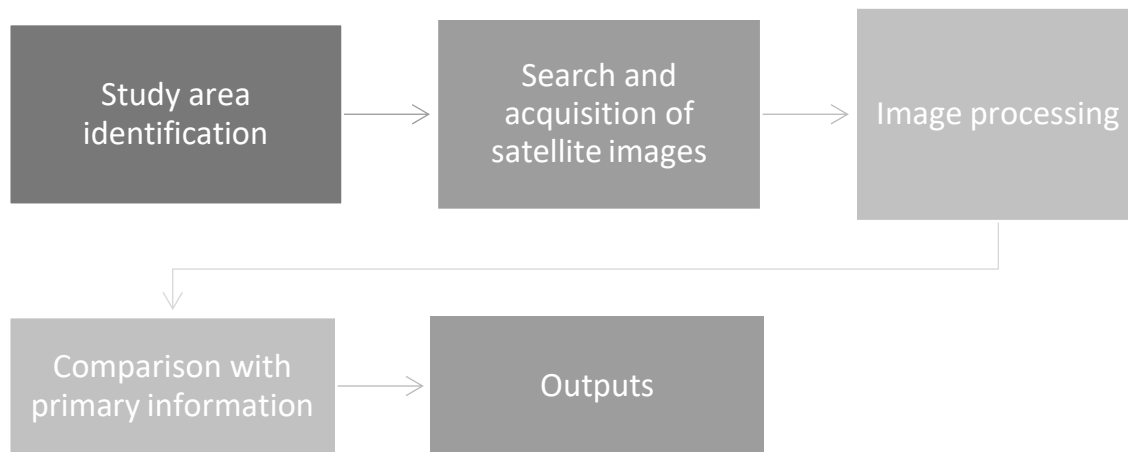 Study area
identification
Search and
acquisition of
satellite images
Image processing
Comparison with
primary information
Outputs